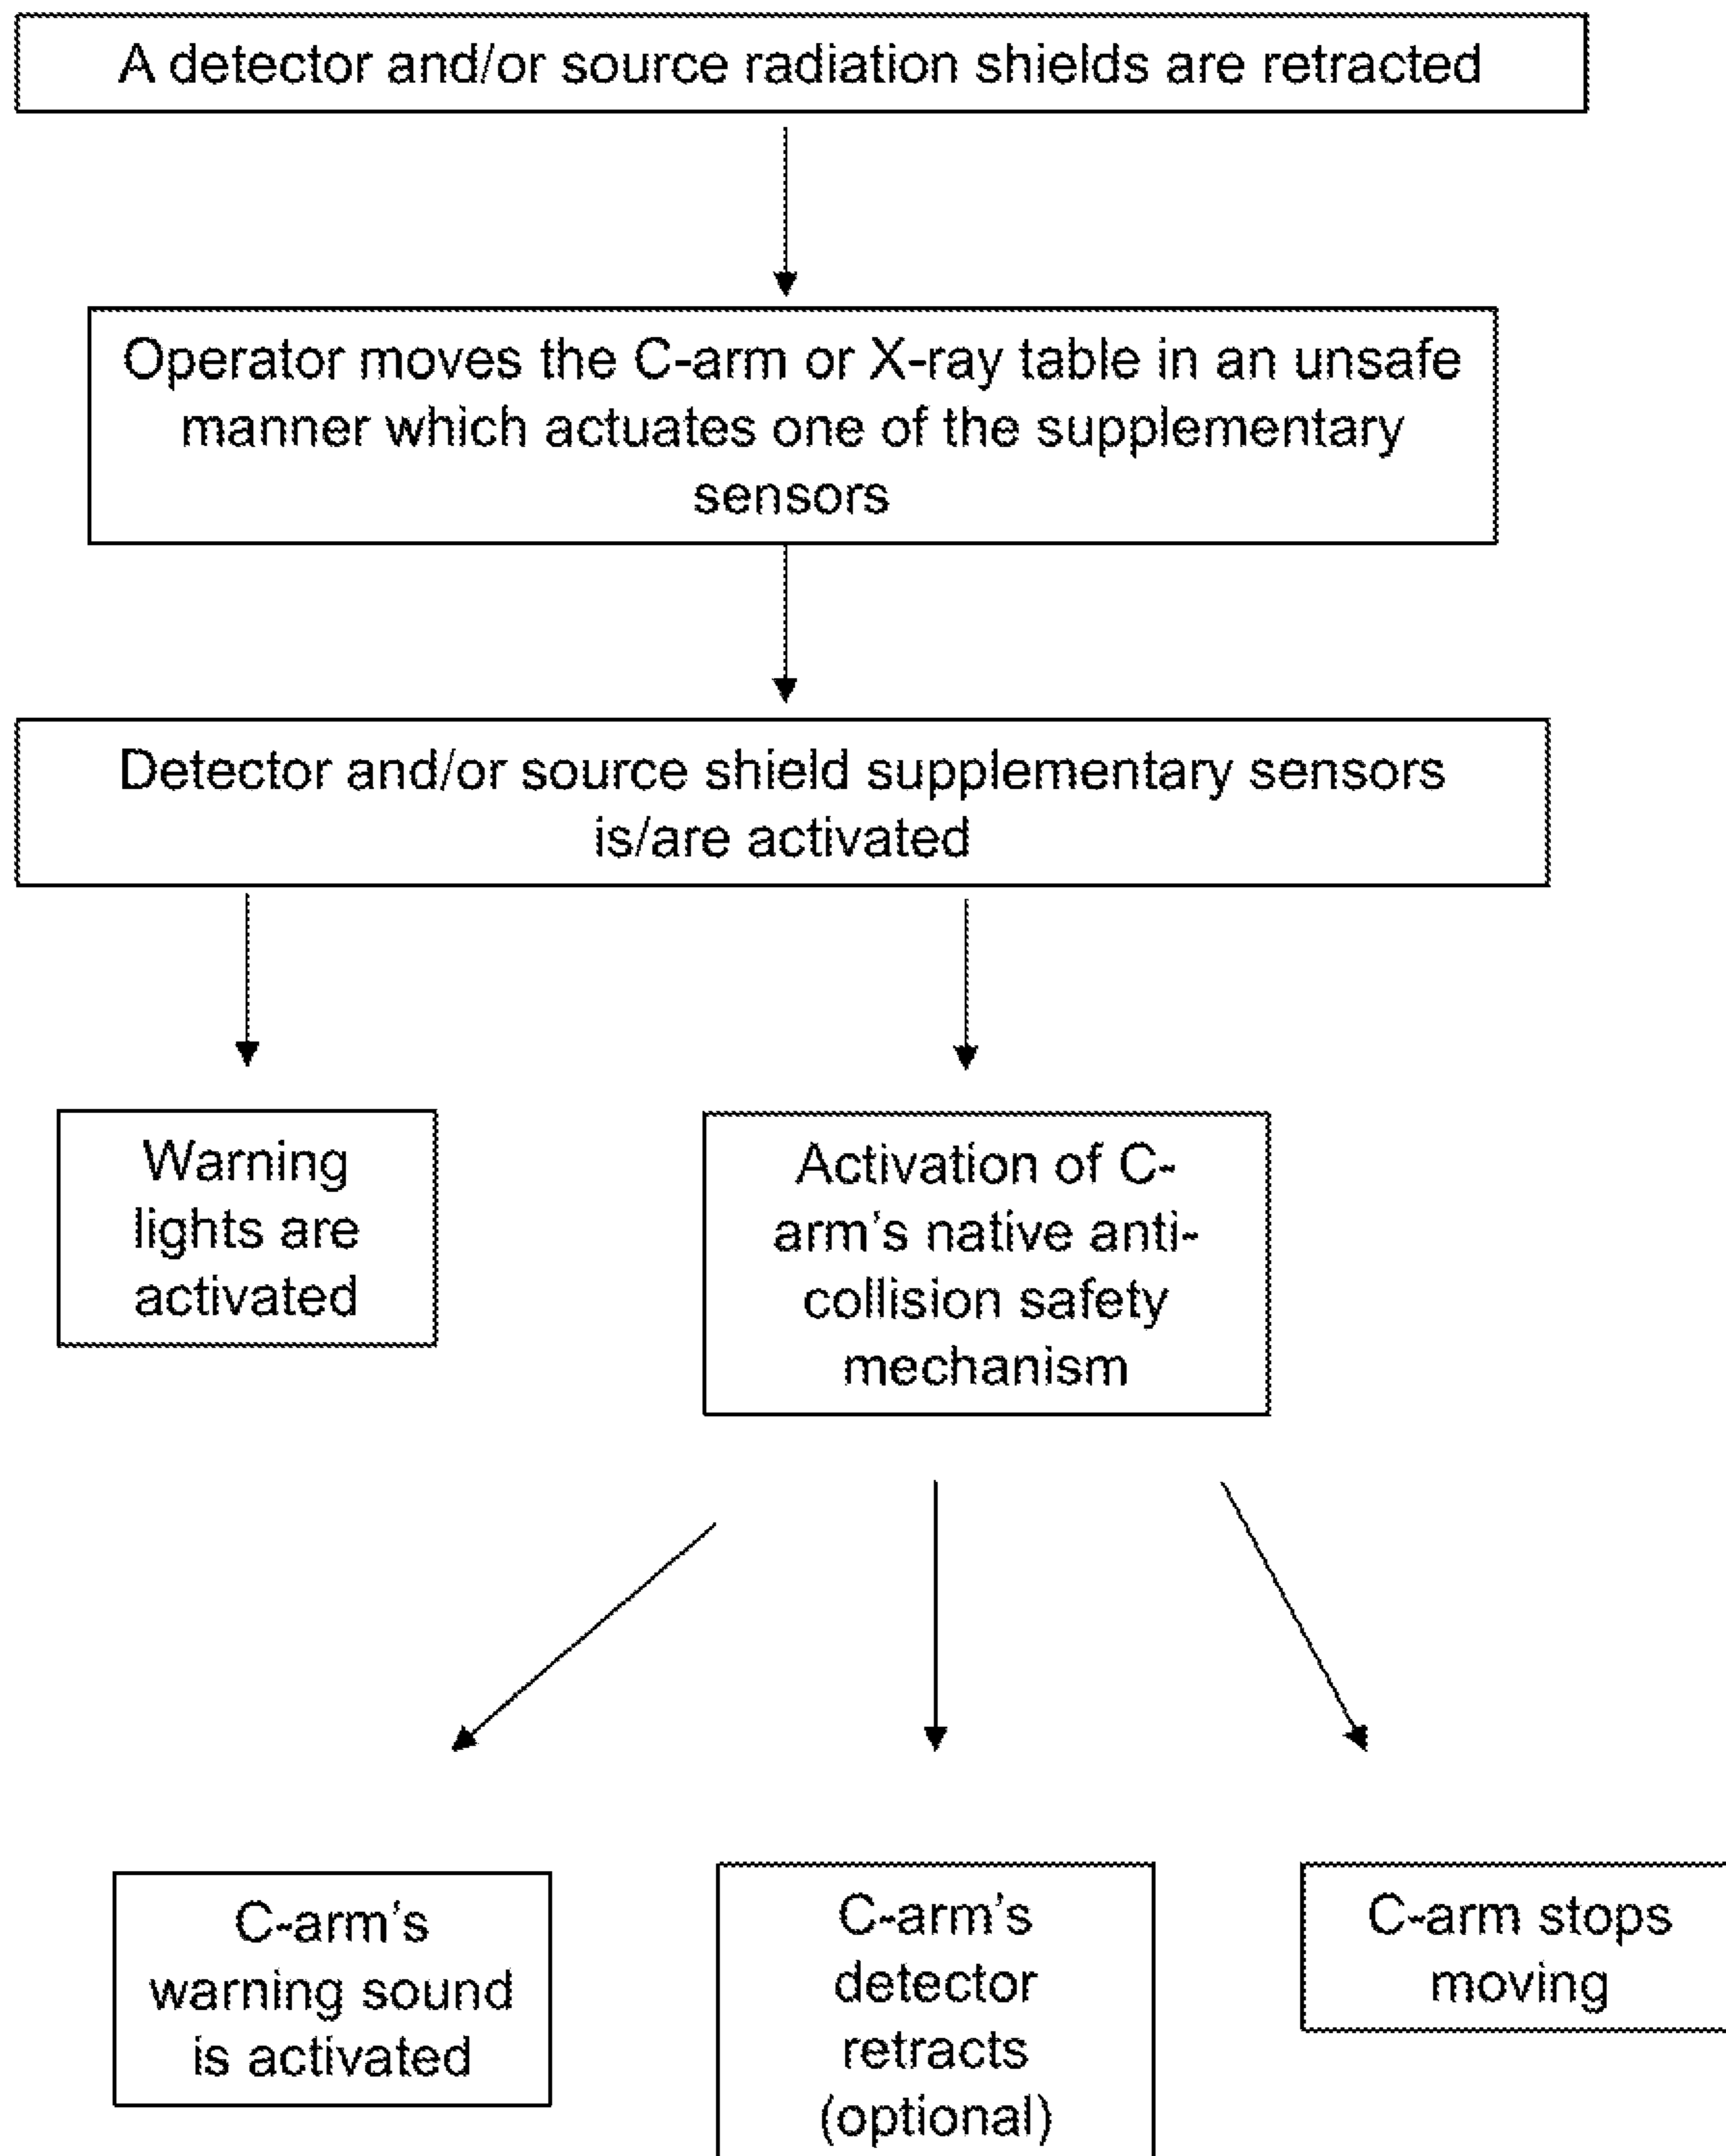 A detector and/or source radiation shields are retracted
Operator moves the C-arm or X-ray table in an unsafe
manner which actuates one of the supplementary
sensors
Detector and/or source shield supplementary sensors
is/are activated
Warning
lights are
activated
Activation of C-
arm's native anti-
collision safety
mechanism
C-arm's
warning sound
is activated
C-arm's
detector
retracts
(optional)
C-arm stops
moving